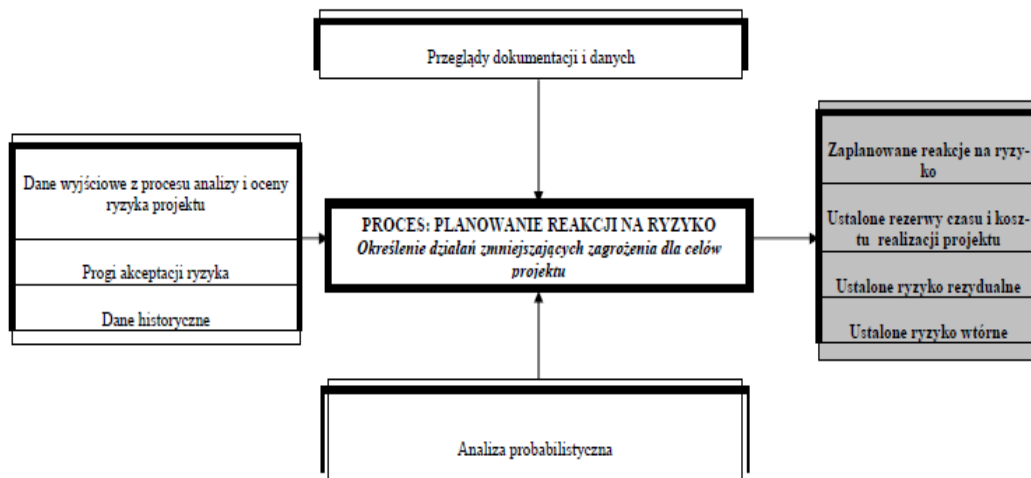 Przeglądy dokumentacji i danych
Dane wyjściowe z procesu analizy i oceny
ryzyka projektu
Progi akceptacji ryzyka
Dane historyczne
PROCES: PLANOWANIE REAKCJI NA RYZYKO
Określenie działań zmniejszających zagrożenia dla celów
projektu
Zaplanowane reakcje na ryzy-
ko
Ustalone rezerwy czasu i kosz-
tu realizacji projektu
Ustalone ryzyko rezydualne
Ustalone ryzyko wtórne
Analiza probabilistyczna